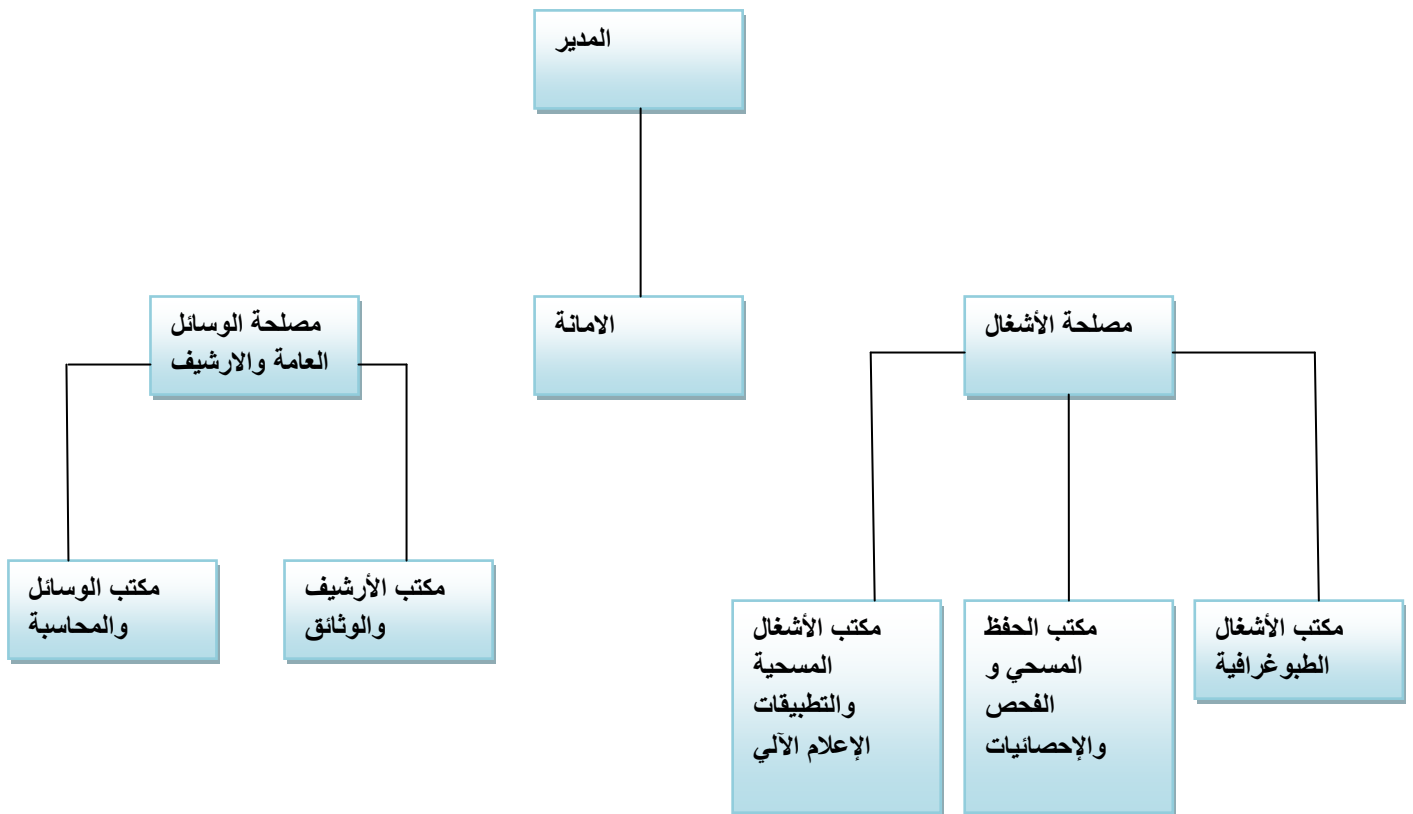 المدير
مصلحة الأشغال
الامانة
مصلحة الوسائل
العامة والارشيف
مكتب الأشغال
الطبوغرافية
مكتب الحفظ
المسحي و
الفحص
والإحصائيات
مكتب الأشغال
المسحية
والتطبيقات
الإعلام الآلي
مكتب الأرشيف
والوثائق
مكتب الوسائل
والمحاسبة